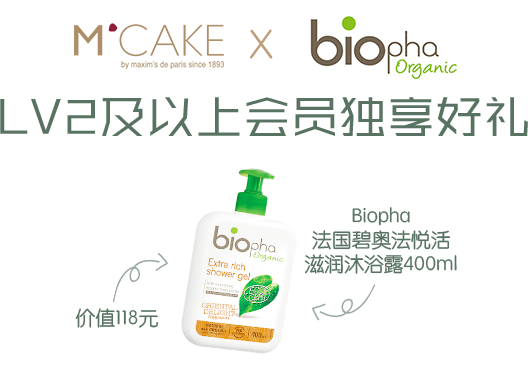 M'CAKE X biopha
by maxim's de paris since 1893
Organic
LV2及以上会员独享好礼
Biopha
法国碧奥法悦活
滋润沐浴露400ml
价值118元
biopha
Organic
Extra rich
shower gel
ORIENTAL
DELIGHT